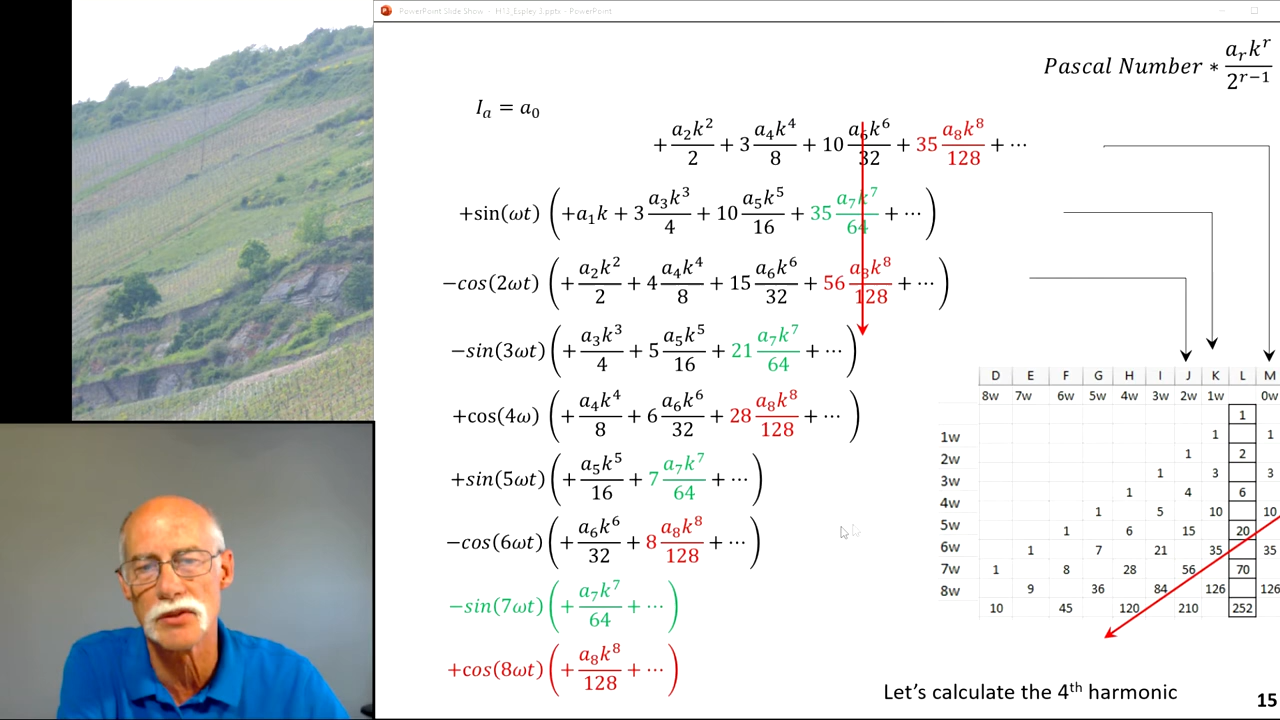 PowerPoint Slide Show - H13_Espley 3.pptx - PowerPoint
Pascal Number * a_r k^r / 2^(r−1)
I_a = a_0
+ a_2k^2/2 + 3 a_4k^4/8 + 10 a_6k^6/32 + 35 a_8k^8/128 + ⋯
+sin(ωt) (+a_1k + 3 a_3k^3/4 + 10 a_5k^5/16 + 35 a_7k^7/64 + ⋯)
−cos(2ωt) (+ a_2k^2/2 + 4 a_4k^4/8 + 15 a_6k^6/32 + 56 a_8k^8/128 + ⋯)
−sin(3ωt) (+ a_3k^3/4 + 5 a_5k^5/16 + 21 a_7k^7/64 + ⋯)
+cos(4ω) (+ a_4k^4/8 + 6 a_6k^6/32 + 28 a_8k^8/128 + ⋯)
+sin(5ωt) (+ a_5k^5/16 + 7 a_7k^7/64 + ⋯)
−cos(6ωt) (+ a_6k^6/32 + 8 a_8k^8/128 + ⋯)
−sin(7ωt) (+ a_7k^7/64 + ⋯)
+cos(8ωt) (+ a_8k^8/128 + ⋯)
D E F G H I J K L M
8w 7w 6w 5w 4w 3w 2w 1w 0w
1
1w 1 1
2w 1 2
3w 1 3 3
4w 1 4 6
5w 1 5 10 10
6w 1 6 15 20
7w 1 7 21 35 35
8w 1 8 28 56 70
9 36 84 126 126
10 45 120 210 252
Let's calculate the 4th harmonic
15